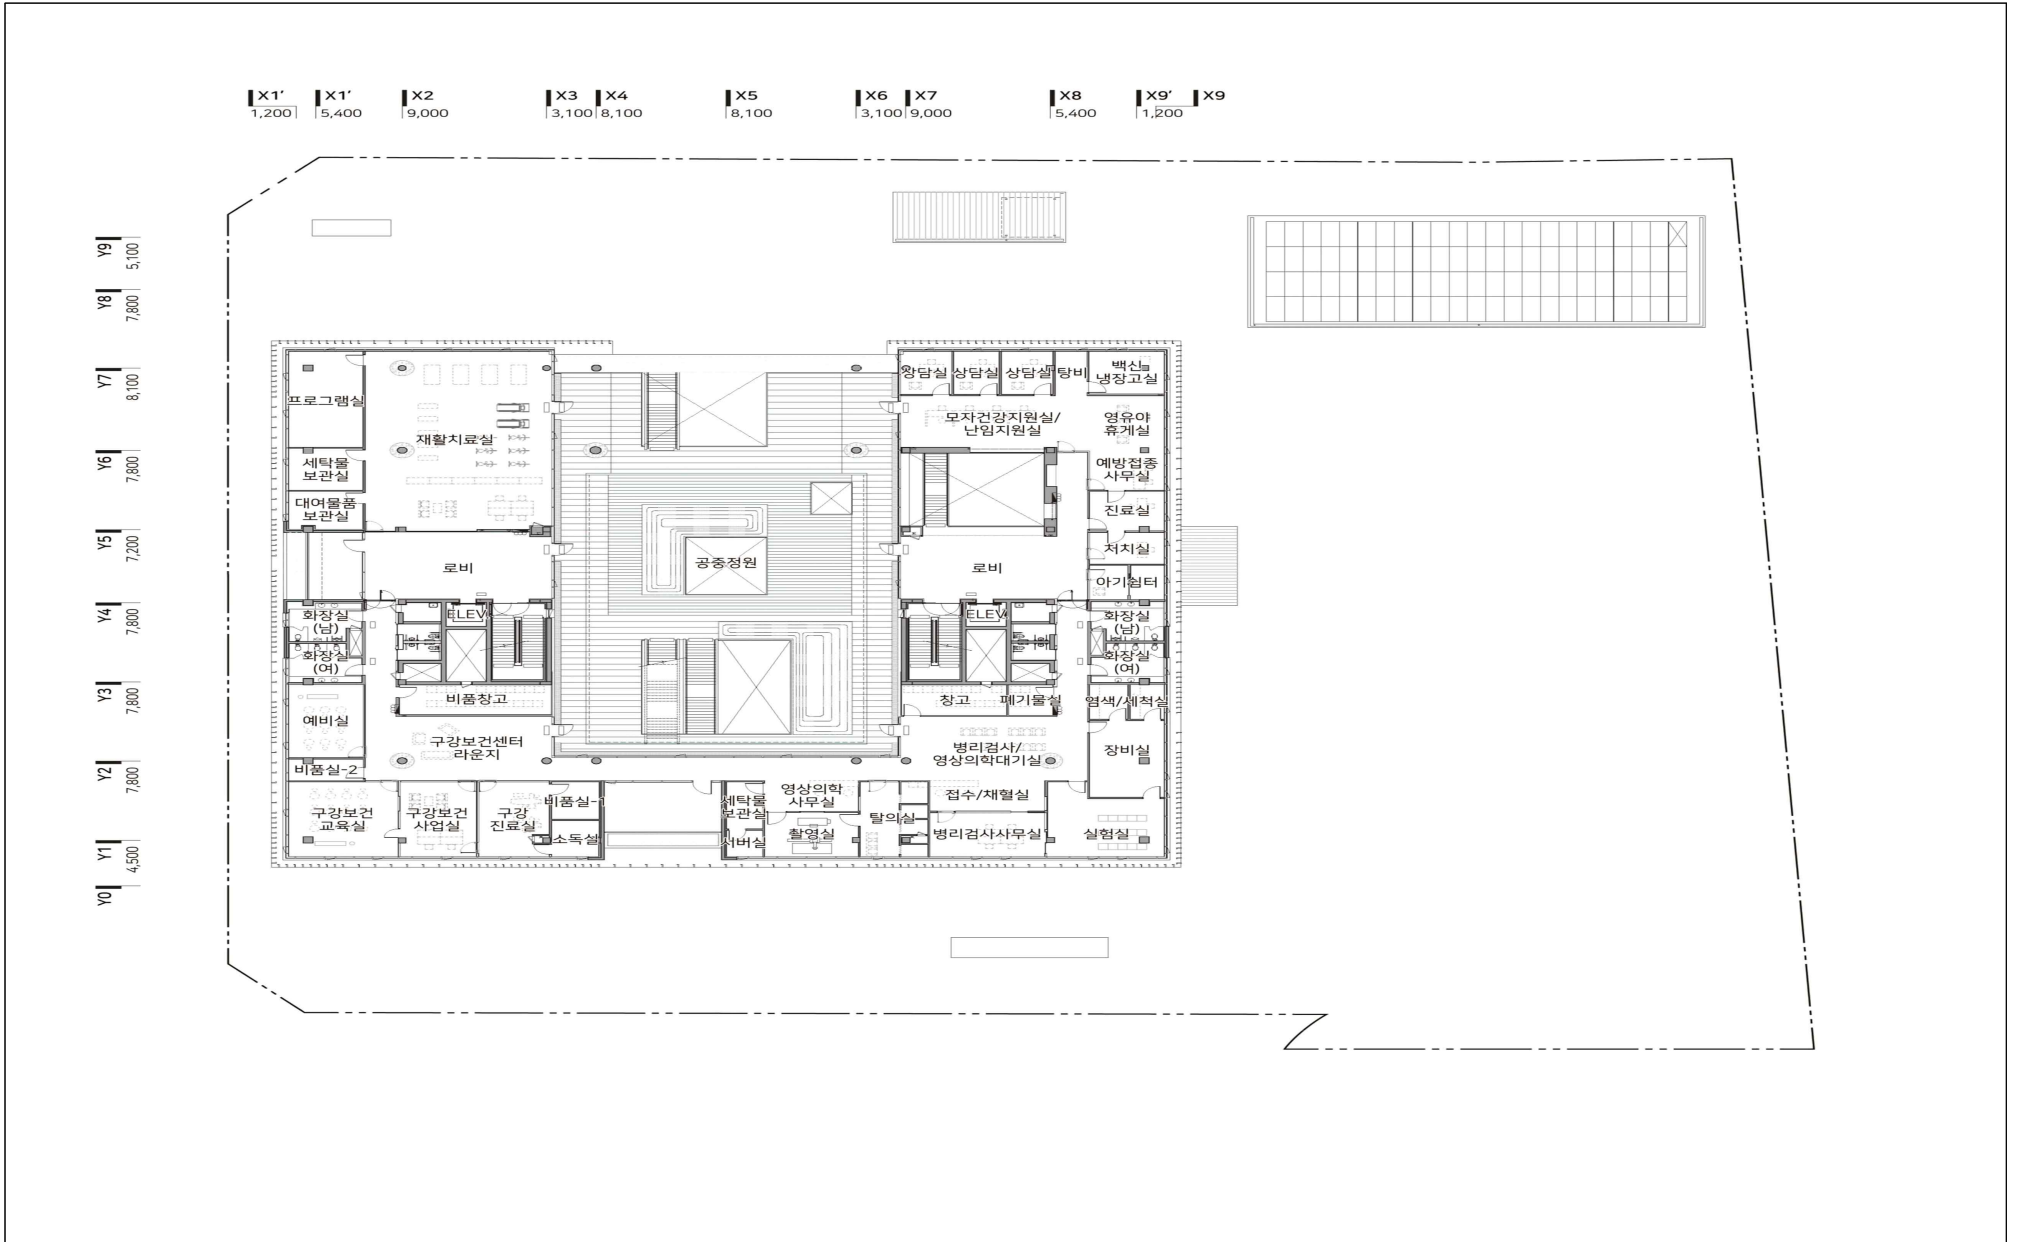 X1' X1' X2 X3 X4 X5 X6 X7 X8 X9' X9
1,200 5,400 9,000 3,100 8,100 8,100 3,100 9,000 5,400 1,200
Y9
5,100
Y8
7,800
Y7
8,100
Y6
7,800
Y5
7,200
Y4
7,800
Y3
7,800
Y2
7,800
Y1
4,500
Y0
프로그램실
재활치료실
세탁물
보관실
대여물품
보관실
로비
화장실
(남)
화장실
(여)
ELEV
비품창고
예비실
구강보건센터
라운지
비품실-2
구강보건
교육실
구강보건
사업실
구강
진료실
비품실-1
소독실
공중정원
상담실
상담실
상담실
탕비
백신
냉장고실
모자건강지원실/
난임지원실
영유아
휴게실
예방접종
사무실
진료실
처치실
로비
아기쉼터
ELEV
화장실
(남)
화장실
(여)
창고
폐기물실
염색/세척실
병리검사/
영상의학대기실
장비실
세탁물
보관실
서버실
영상의학
사무실
촬영실
탈의실
접수/채혈실
병리검사사무실
실험실